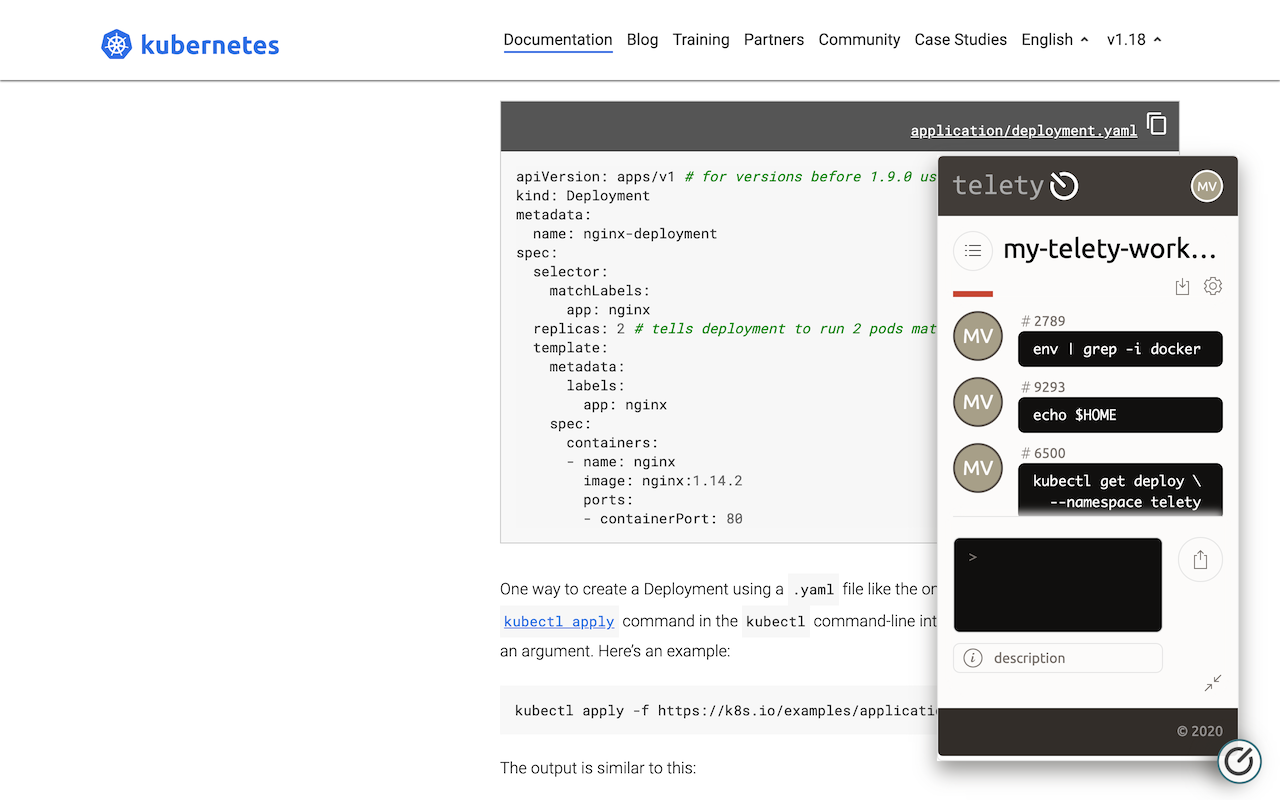 kubernetes
Documentation Blog Training Partners Community Case Studies English v1.18
application/deployment.yaml
apiVersion: apps/v1 # for versions before 1.9.0 us
kind: Deployment
metadata:
  name: nginx-deployment
spec:
  selector:
    matchLabels:
      app: nginx
  replicas: 2 # tells deployment to run 2 pods mat
  template:
    metadata:
      labels:
        app: nginx
    spec:
      containers:
      - name: nginx
        image: nginx:1.14.2
        ports:
        - containerPort: 80
One way to create a Deployment using a .yaml file like the on
kubectl apply command in the kubectl command-line int
an argument. Here's an example:
kubectl apply -f https://k8s.io/examples/applicatio
The output is similar to this:
telety
MV
my-telety-work...
MV
# 2789
env | grep -i docker
MV
# 9293
echo $HOME
MV
# 6500
kubectl get deploy \
  --namespace telety
>
description
© 2020